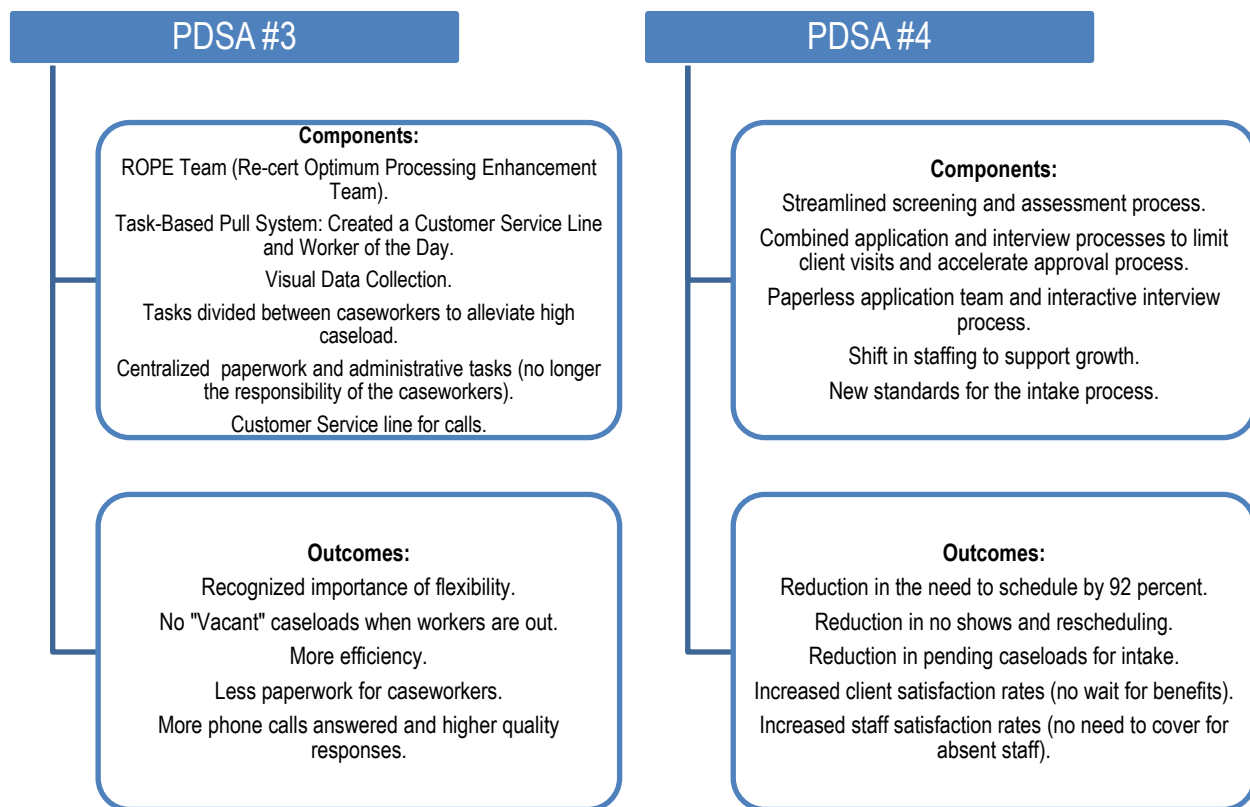 PDSA #3
Components:
ROPE Team (Re-cert Optimum Processing Enhancement
Team).
Task-Based Pull System: Created a Customer Service Line
and Worker of the Day.
Visual Data Collection.
Tasks divided between caseworkers to alleviate high
caseload.
Centralized paperwork and administrative tasks (no longer
the responsibility of the caseworkers).
Customer Service line for calls.
Outcomes:
Recognized importance of flexibility.
No "Vacant" caseloads when workers are out.
More efficiency.
Less paperwork for caseworkers.
More phone calls answered and higher quality
responses.
PDSA #4
Components:
Streamlined screening and assessment process.
Combined application and interview processes to limit
client visits and accelerate approval process.
Paperless application team and interactive interview
process.
Shift in staffing to support growth.
New standards for the intake process.
Outcomes:
Reduction in the need to schedule by 92 percent.
Reduction in no shows and rescheduling.
Reduction in pending caseloads for intake.
Increased client satisfaction rates (no wait for benefits).
Increased staff satisfaction rates (no need to cover for
absent staff).